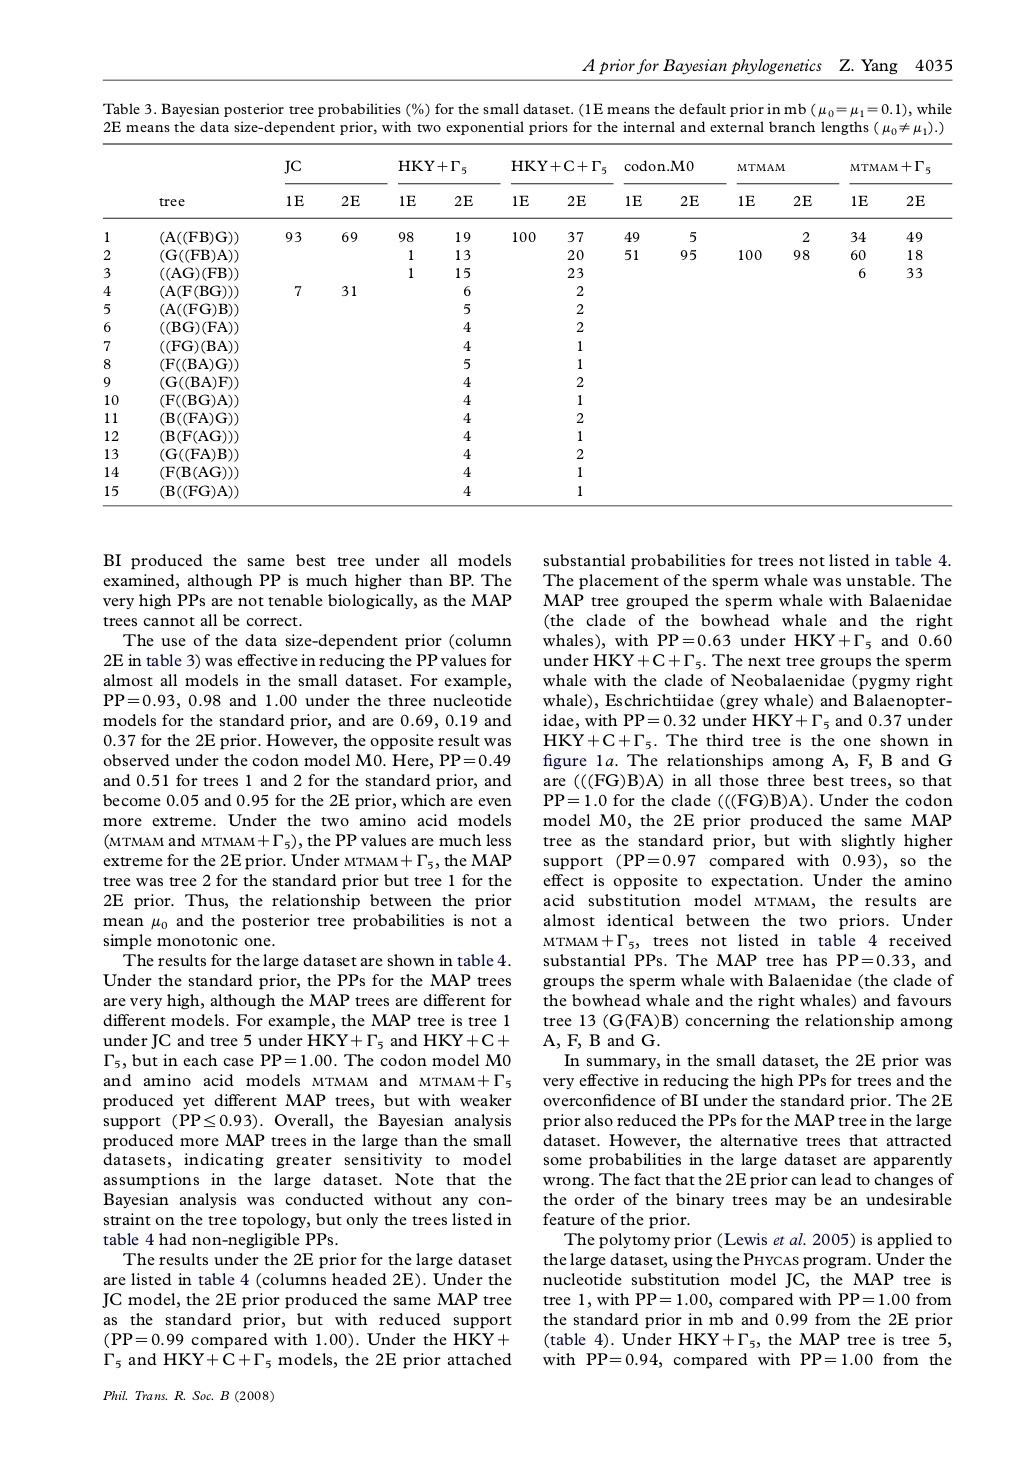 A prior for Bayesian phylogenetics Z. Yang 4035
Table 3. Bayesian posterior tree probabilities (%) for the small dataset. (1E means the default prior in mb (μ0=μ1=0.1), while
2E means the data size-dependent prior, with two exponential priors for the internal and external branch lengths (μ0≠μ1).)
JC HKY+Γ5 HKY+C+Γ5 codon.M0 MTMAM MTMAM+Γ5
tree 1E 2E 1E 2E 1E 2E 1E 2E 1E 2E 1E 2E
1 (A((FB)G)) 93 69 98 19 100 37 49 5 2 34 49
2 (G((FB)A)) 1 13 20 51 95 100 98 60 18
3 ((AG)(FB)) 1 15 23 6 33
4 (A(F(BG))) 7 31 6 2
5 (A((FG)B)) 5 2
6 ((BG)(FA)) 4 2
7 ((FG)(BA)) 4 1
8 (F((BA)G)) 5 1
9 (G((BA)F)) 4 2
10 (F((BG)A)) 4 1
11 (B((FA)G)) 4 2
12 (B(F(AG))) 4 1
13 (G((FA)B)) 4 2
14 (F(B(AG))) 4 1
15 (B((FG)A)) 4 1
BI produced the same best tree under all models
examined, although PP is much higher than BP. The
very high PPs are not tenable biologically, as the MAP
trees cannot all be correct.
The use of the data size-dependent prior (column
2E in table 3) was effective in reducing the PP values for
almost all models in the small dataset. For example,
PP=0.93, 0.98 and 1.00 under the three nucleotide
models for the standard prior, and are 0.69, 0.19 and
0.37 for the 2E prior. However, the opposite result was
observed under the codon model M0. Here, PP=0.49
and 0.51 for trees 1 and 2 for the standard prior, and
become 0.05 and 0.95 for the 2E prior, which are even
more extreme. Under the two amino acid models
(MTMAM and MTMAM+Γ5), the PP values are much less
extreme for the 2E prior. Under MTMAM+Γ5, the MAP
tree was tree 2 for the standard prior but tree 1 for the
2E prior. Thus, the relationship between the prior
mean μ0 and the posterior tree probabilities is not a
simple monotonic one.
The results for the large dataset are shown in table 4.
Under the standard prior, the PPs for the MAP trees
are very high, although the MAP trees are different for
different models. For example, the MAP tree is tree 1
under JC and tree 5 under HKY+Γ5 and HKY+C+
Γ5, but in each case PP=1.00. The codon model M0
and amino acid models MTMAM and MTMAM+Γ5
produced yet different MAP trees, but with weaker
support (PP≤0.93). Overall, the Bayesian analysis
produced more MAP trees in the large than the small
datasets, indicating greater sensitivity to model
assumptions in the large dataset. Note that the
Bayesian analysis was conducted without any con-
straint on the tree topology, but only the trees listed in
table 4 had non-negligible PPs.
The results under the 2E prior for the large dataset
are listed in table 4 (columns headed 2E). Under the
JC model, the 2E prior produced the same MAP tree
as the standard prior, but with reduced support
(PP=0.99 compared with 1.00). Under the HKY+
Γ5 and HKY+C+Γ5 models, the 2E prior attached
substantial probabilities for trees not listed in table 4.
The placement of the sperm whale was unstable. The
MAP tree grouped the sperm whale with Balaenidae
(the clade of the bowhead whale and the right
whales), with PP=0.63 under HKY+Γ5 and 0.60
under HKY+C+Γ5. The next tree groups the sperm
whale with the clade of Neobalaenidae (pygmy right
whale), Eschrichtiidae (grey whale) and Balaenopter-
idae, with PP=0.32 under HKY+Γ5 and 0.37 under
HKY+C+Γ5. The third tree is the one shown in
figure 1a. The relationships among A, F, B and G
are (((FG)B)A) in all those three best trees, so that
PP=1.0 for the clade (((FG)B)A). Under the codon
model M0, the 2E prior produced the same MAP
tree as the standard prior, but with slightly higher
support (PP=0.97 compared with 0.93), so the
effect is opposite to expectation. Under the amino
acid substitution model MTMAM, the results are
almost identical between the two priors. Under
MTMAM+Γ5, trees not listed in table 4 received
substantial PPs. The MAP tree has PP=0.33, and
groups the sperm whale with Balaenidae (the clade of
the bowhead whale and the right whales) and favours
tree 13 (G(FA)B) concerning the relationship among
A, F, B and G.
In summary, in the small dataset, the 2E prior was
very effective in reducing the high PPs for trees and the
overconfidence of BI under the standard prior. The 2E
prior also reduced the PPs for the MAP tree in the large
dataset. However, the alternative trees that attracted
some probabilities in the large dataset are apparently
wrong. The fact that the 2E prior can lead to changes of
the order of the binary trees may be an undesirable
feature of the prior.
The polytomy prior (Lewis et al. 2005) is applied to
the large dataset, using the PHYCAS program. Under the
nucleotide substitution model JC, the MAP tree is
tree 1, with PP=1.00, compared with PP=1.00 from
the standard prior in mb and 0.99 from the 2E prior
(table 4). Under HKY+Γ5, the MAP tree is tree 5,
with PP=0.94, compared with PP=1.00 from the
Phil. Trans. R. Soc. B (2008)